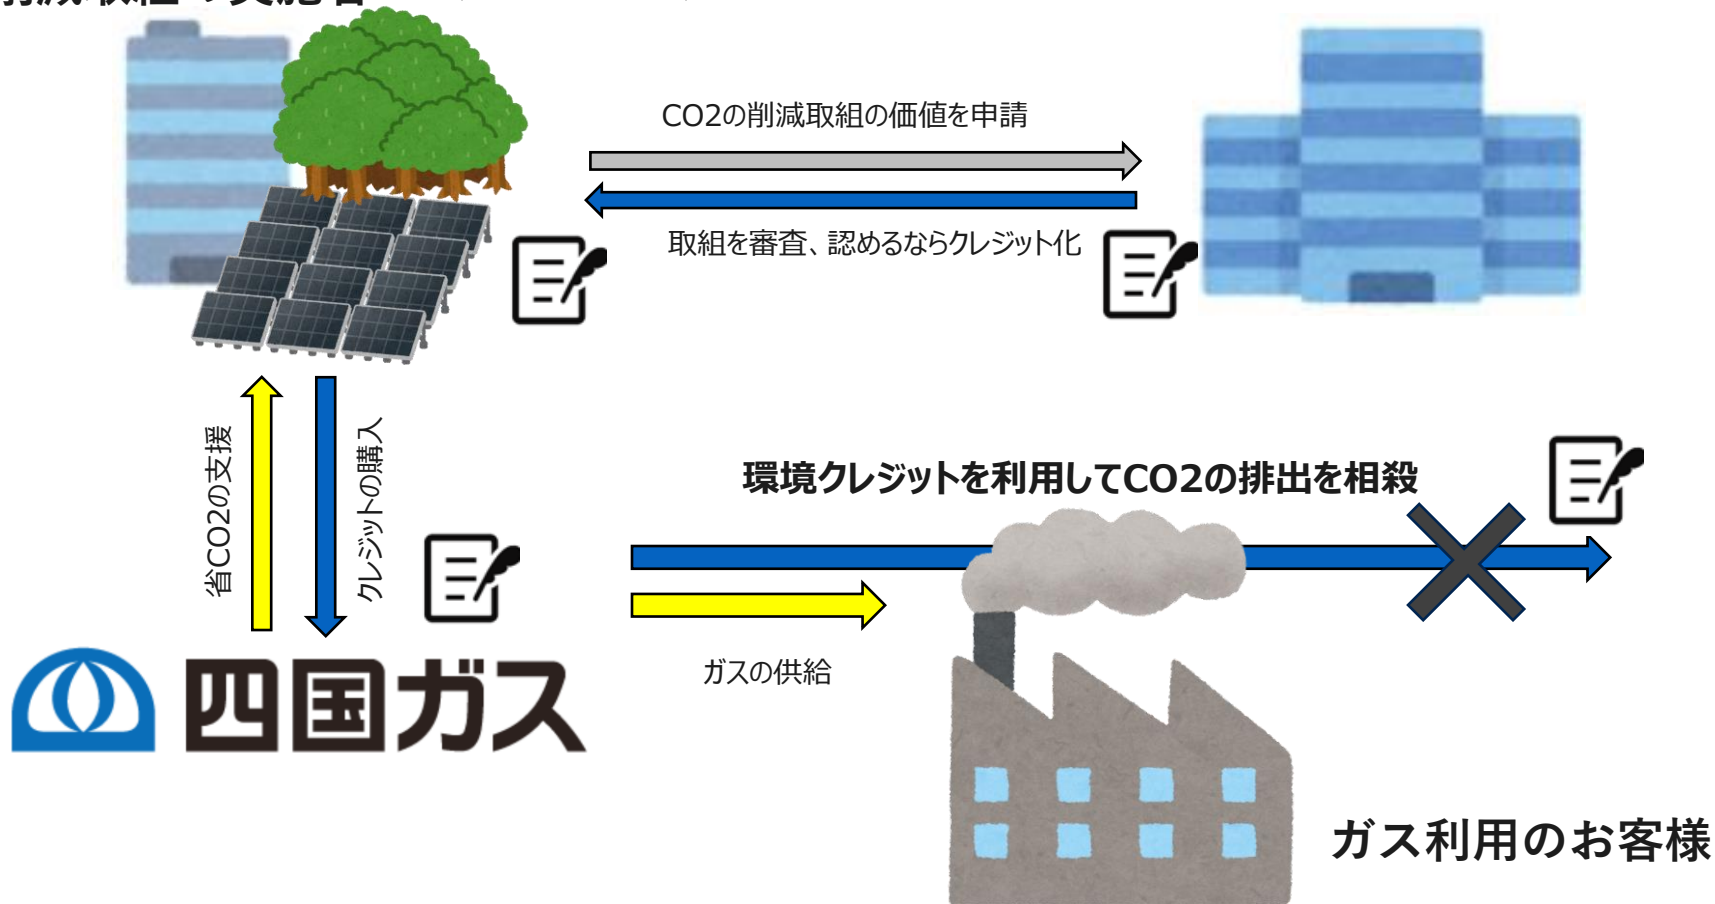 CO2の削減取組の価値を申請
取組を審査、認めるならクレジット化
省CO2の支援
クレジットの購入
環境クレジットを利用してCO2の排出を相殺
ガスの供給
四国ガス
ガス利用のお客様